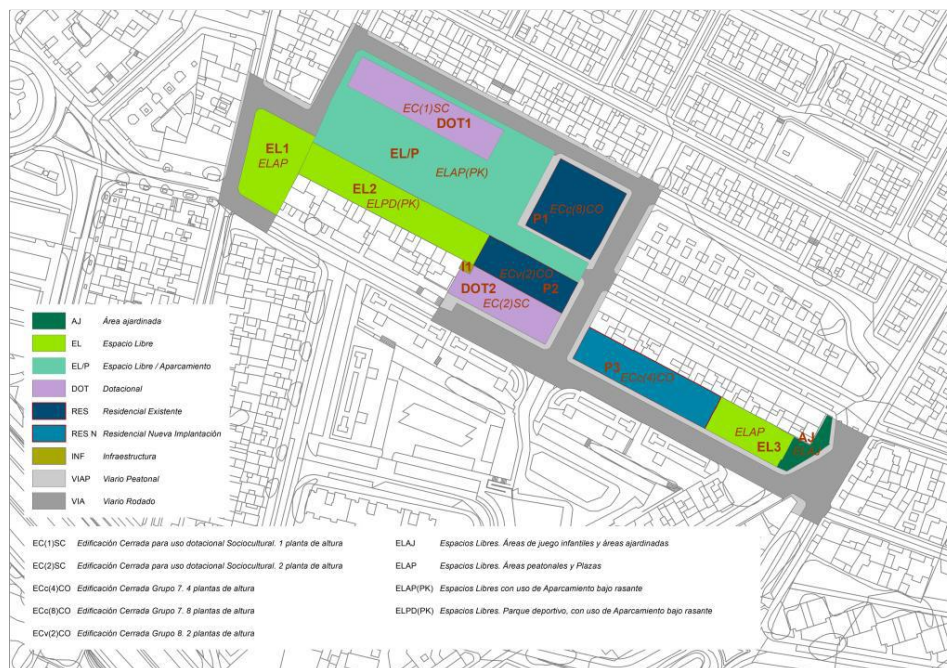 EC(1)SC
DOT1
EL1
ELAP
EL/P
ELAP(PK)
EL2
ELPD(PK)
P1
ECc(8)CO
I1
ECv(2)CO
DOT2
P2
EC(2)SC
P3
ECc(4)CO
ELAP
EL3
AJ
AJ Área ajardinada
EL Espacio Libre
EL/P Espacio Libre / Aparcamiento
DOT Dotacional
RES Residencial Existente
RES N Residencial Nueva Implantación
INF Infraestructura
VIAP Viario Peatonal
VIA Viario Rodado
EC(1)SC Edificación Cerrada para uso dotacional Sociocultural. 1 planta de altura
EC(2)SC Edificación Cerrada para uso dotacional Sociocultural. 2 planta de altura
ECc(4)CO Edificación Cerrada Grupo 7. 4 plantas de altura
ECc(8)CO Edificación Cerrada Grupo 7. 8 plantas de altura
ECv(2)CO Edificación Cerrada Grupo 8. 2 plantas de altura
ELAJ Espacios Libres. Áreas de juego infantiles y áreas ajardinadas
ELAP Espacios Libres. Áreas peatonales y Plazas
ELAP(PK) Espacios Libres con uso de Aparcamiento bajo rasante
ELPD(PK) Espacios Libres. Parque deportivo, con uso de Aparcamiento bajo rasante